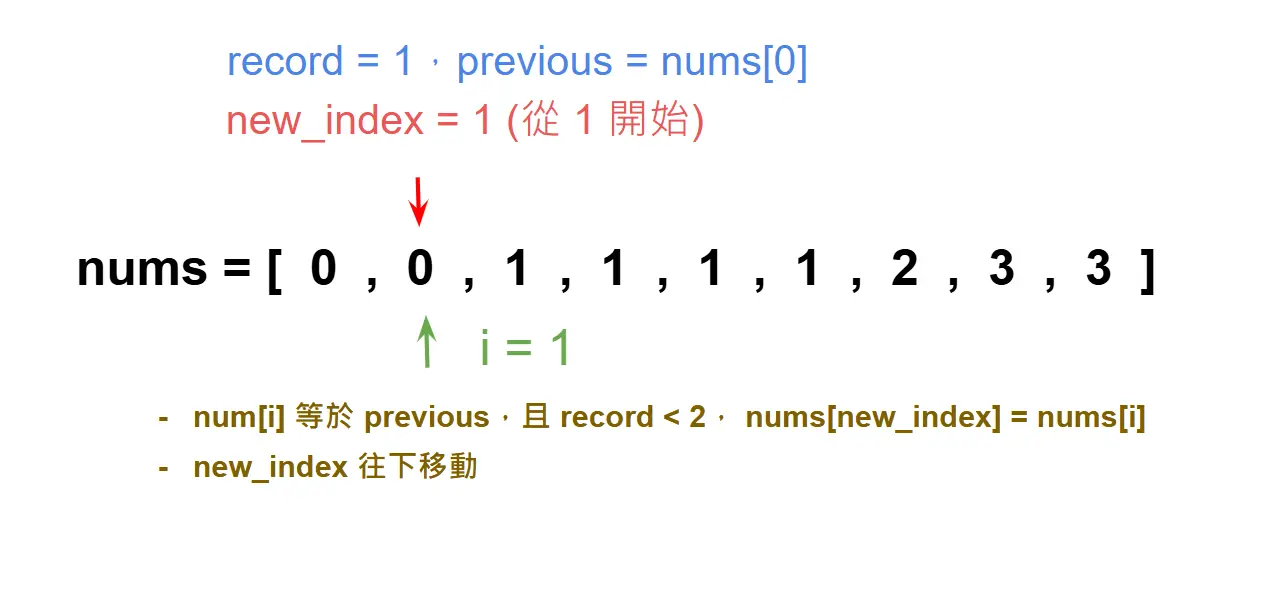 record = 1，previous = nums[0]
new_index = 1 (從 1 開始)
nums = [ 0 , 0 , 1 , 1 , 1 , 1 , 2 , 3 , 3 ]
i = 1
- num[i] 等於 previous，且 record < 2， nums[new_index] = nums[i]
- new_index 往下移動